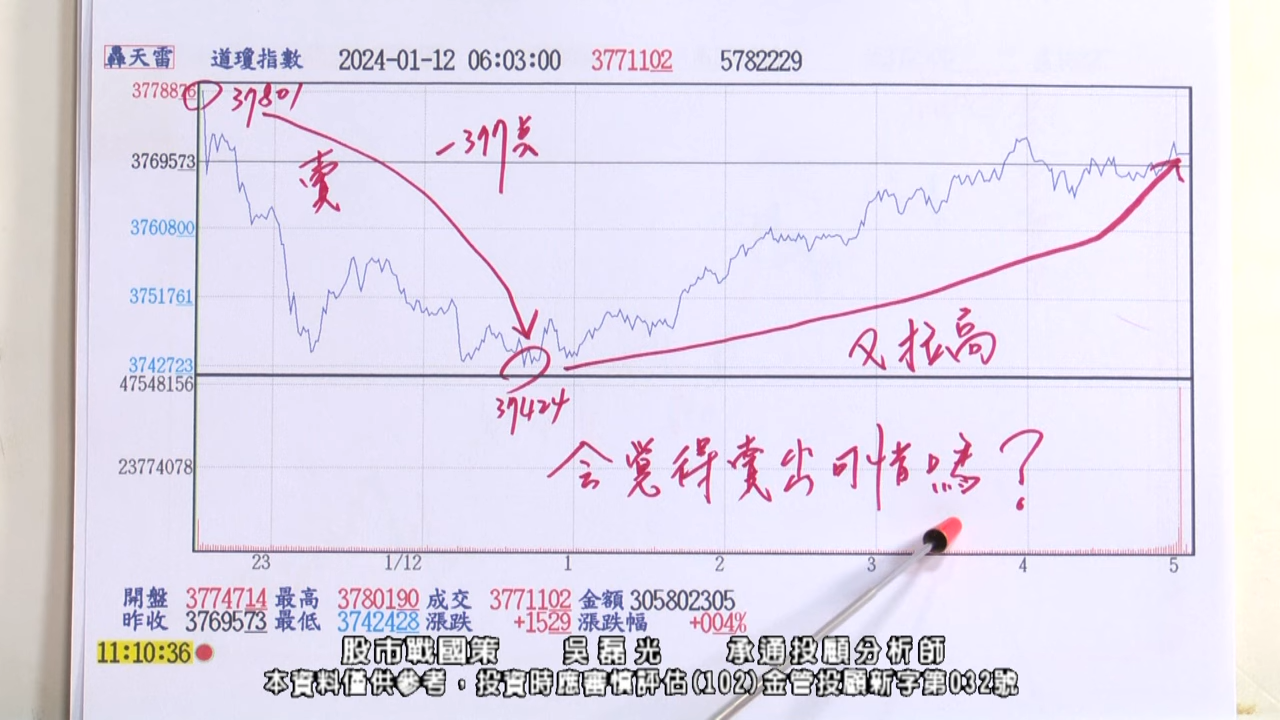 轟天雷 道瓊指數 2024-01-12 06:03:00 3771102 5782229
3778876
37801
-377点
3769573
賣
3760800
3751761
又拉高
3742723
47548156
37424
會覺得賣出可惜嗎？
23774078
23 1/12 1 2 3 4 5
開盤 3774714 最高 3780190 成交 3771102 金額 305802305
昨收 3769573 最低 3742428 漲跌 +1529 漲跌幅 +004%
11:10:36
股市戰國策 吳磊光 承通投顧分析師
本資料僅供參考，投資時應審慎評估(102)金管投顧新字第032號